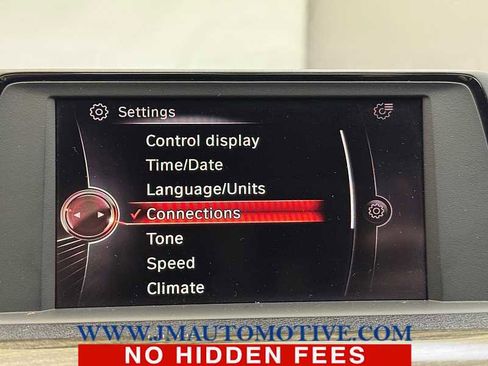 Settings
Control display
Time/Date
Language/Units
Connections
Tone
Speed
Climate
WWW.JMAUTOMOTIVE.COM
NO HIDDEN FEES